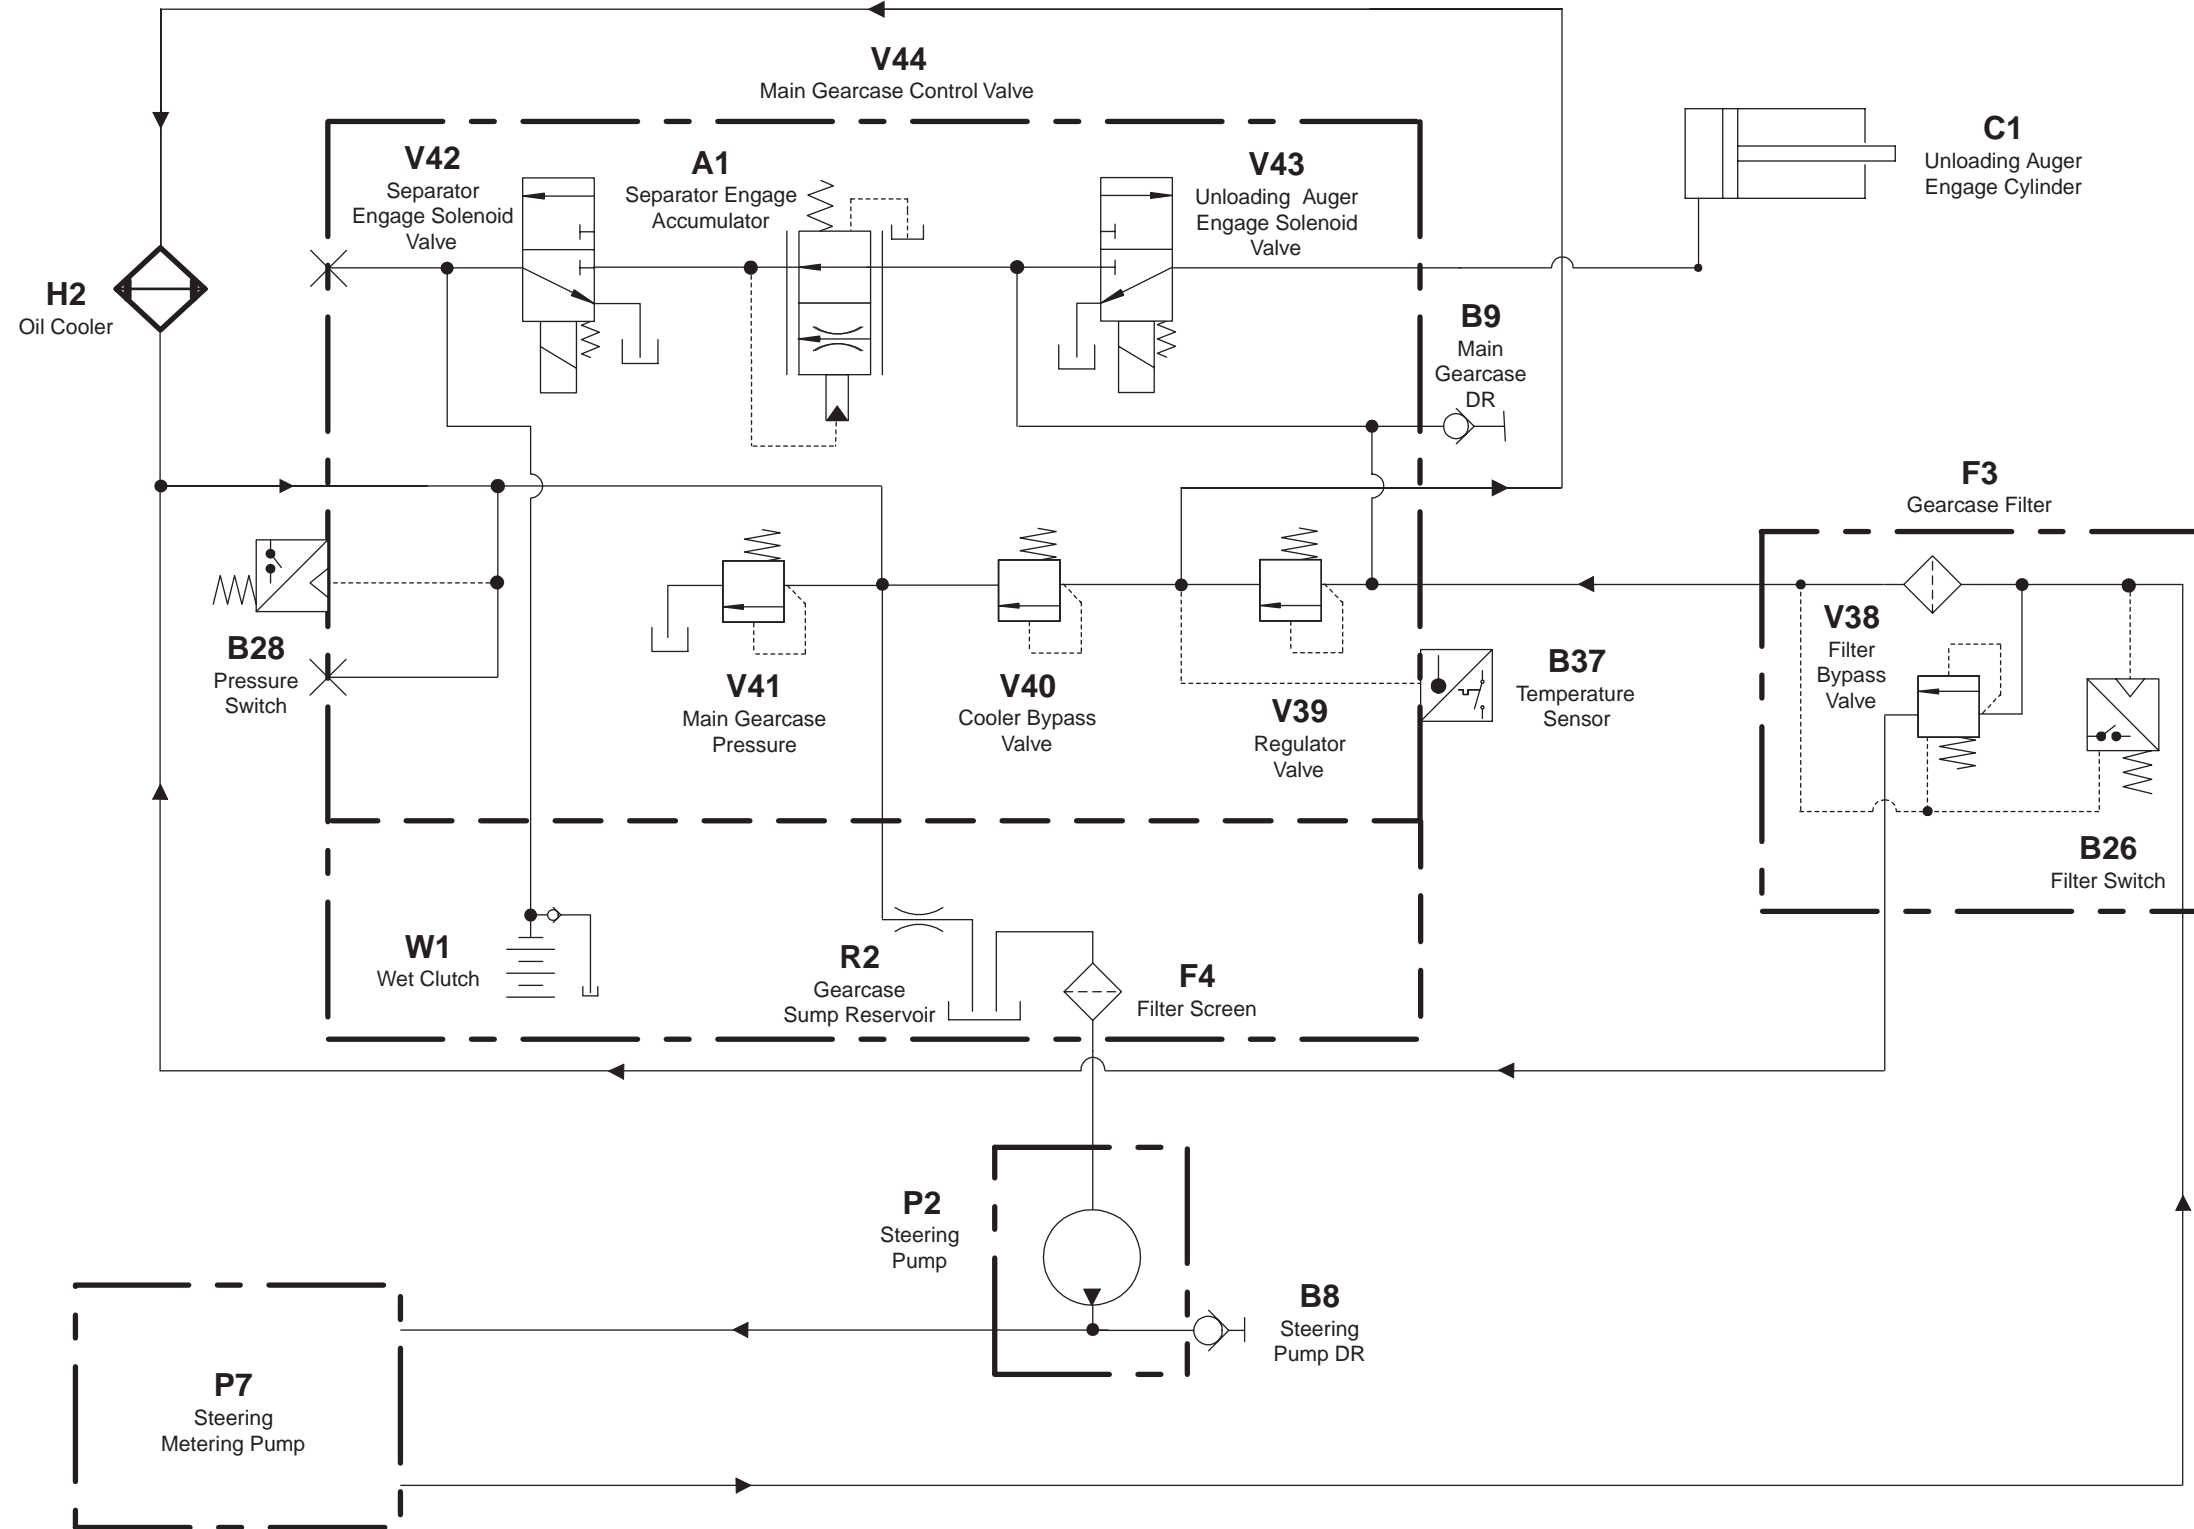 V44
Main Gearcase Control Valve
V42
Separator
Engage Solenoid
Valve
A1
Separator Engage
Accumulator
V43
Unloading Auger
Engage Solenoid
Valve
C1
Unloading Auger
Engage Cylinder
H2
Oil Cooler
B9
Main
Gearcase
DR
F3
Gearcase Filter
B28
Pressure
Switch
V41
Main Gearcase
Pressure
V40
Cooler Bypass
Valve
V39
Regulator
Valve
B37
Temperature
Sensor
V38
Filter
Bypass
Valve
B26
Filter Switch
W1
Wet Clutch
R2
Gearcase
Sump Reservoir
F4
Filter Screen
P2
Steering
Pump
B8
Steering
Pump DR
P7
Steering
Metering Pump